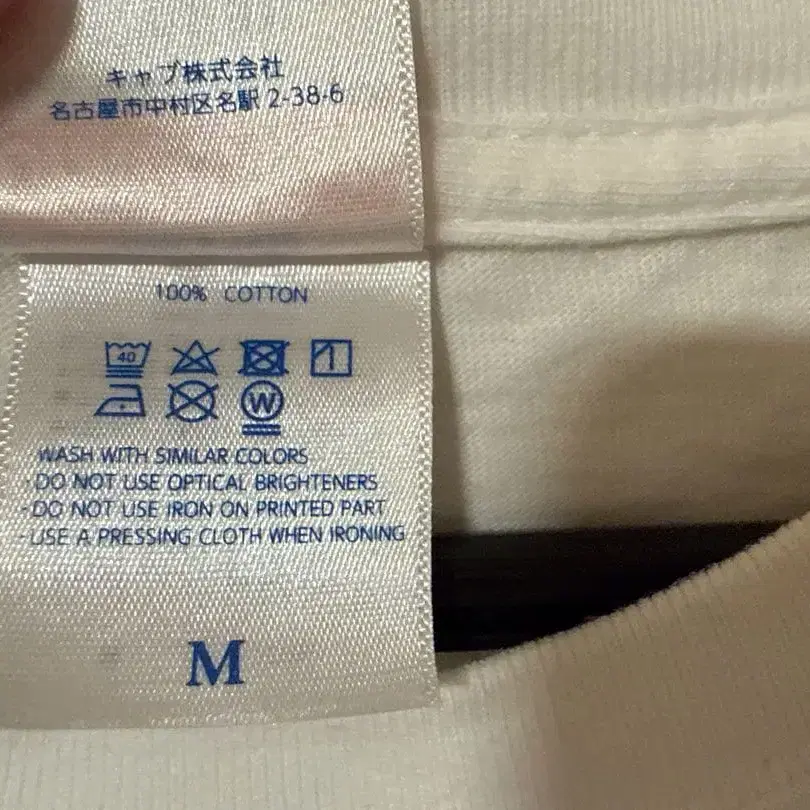 キャブ株式会社
名古屋市中村区名駅 2-38-6
100% COTTON
40
W
WASH WITH SIMILAR COLORS
-DO NOT USE OPTICAL BRIGHTENERS
-DO NOT USE IRON ON PRINTED PART
-USE A PRESSING CLOTH WHEN IRONING
M